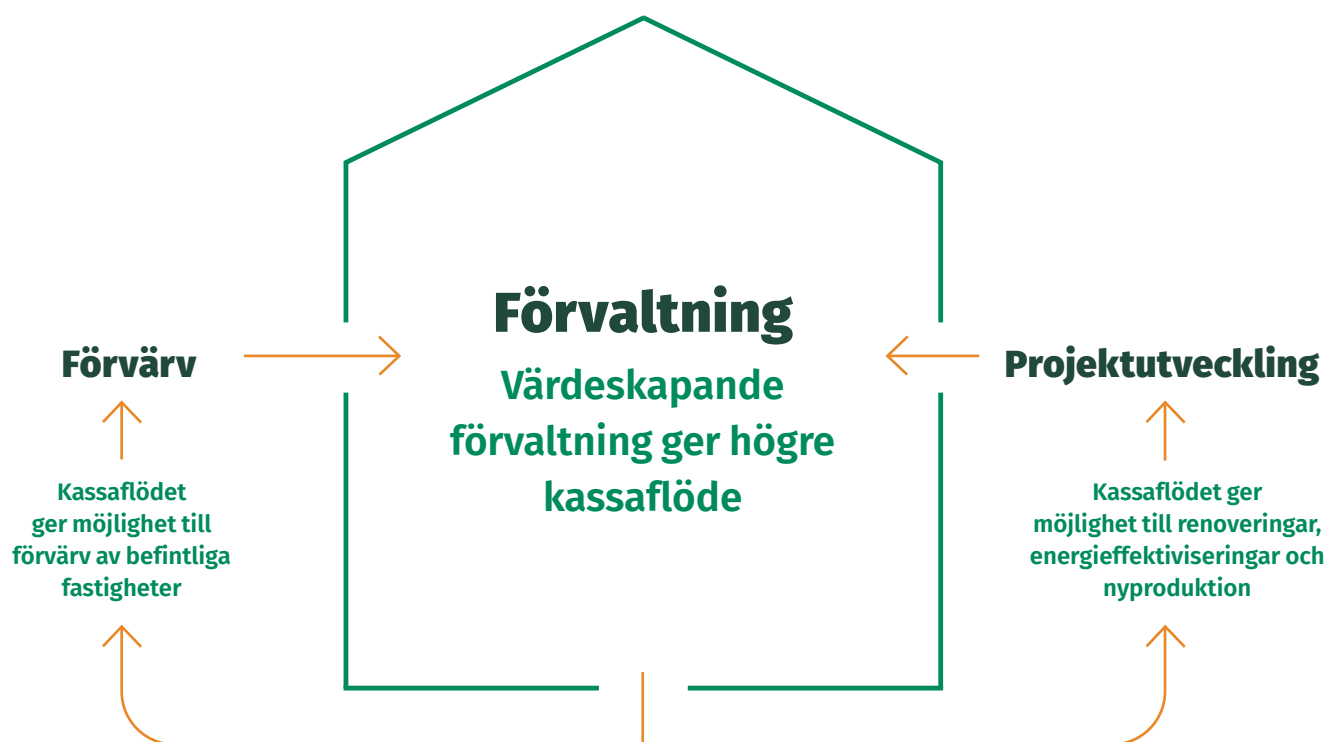 Förvaltning
Värdeskapande
förvaltning ger högre
kassaflöde
Förvärv
Kassaflödet
ger möjlighet till
förvärv av befintliga
fastigheter
Projektutveckling
Kassaflödet ger
möjlighet till renoveringar,
energieffektiviseringar och
nyproduktion